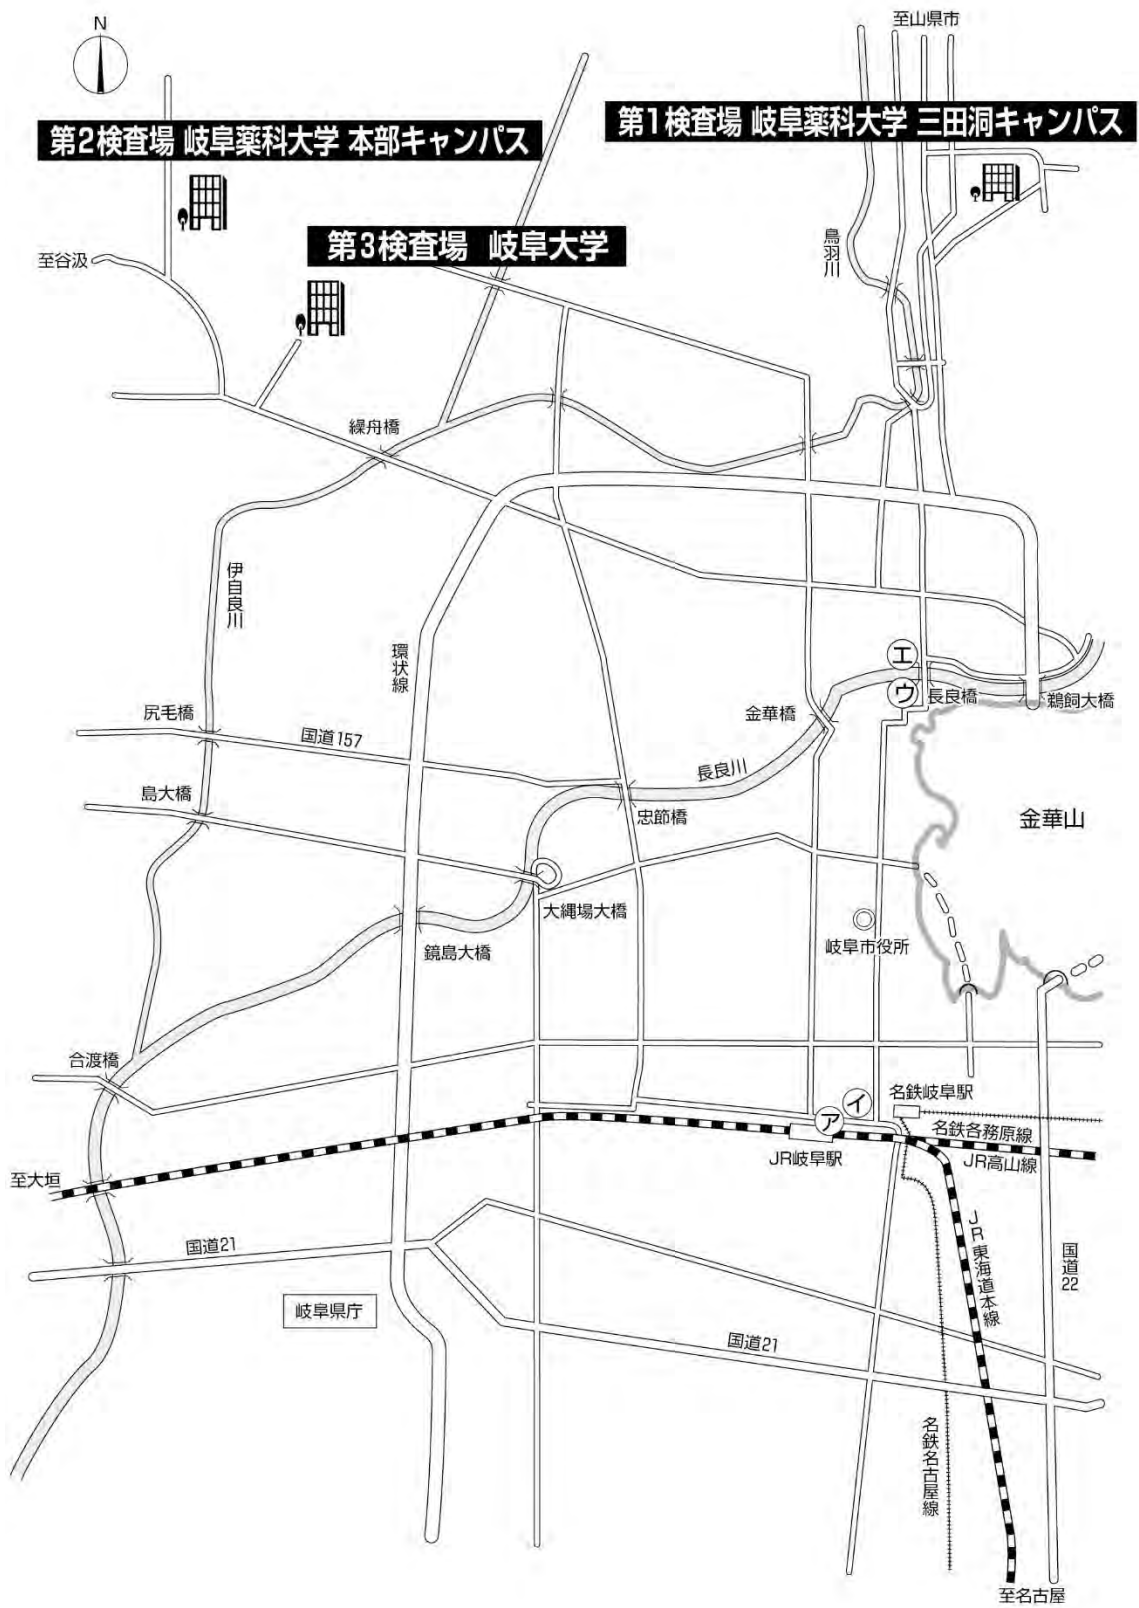 N
至山県市
第1検査場 岐阜薬科大学 三田洞キャンパス
第2検査場 岐阜薬科大学 本部キャンパス
第3検査場 岐阜大学
鳥羽川
至谷汲
繰舟橋
伊自良川
環状線
エ
ウ
長良橋
鵜飼大橋
金華橋
尻毛橋
国道157
長良川
島大橋
忠節橋
金華山
大縄場大橋
岐阜市役所
鏡島大橋
合渡橋
名鉄岐阜駅
イ
ア
名鉄各務原線
JR岐阜駅
JR高山線
至大垣
JR東海道本線
国道21
国道22
岐阜県庁
国道21
名鉄名古屋線
至名古屋